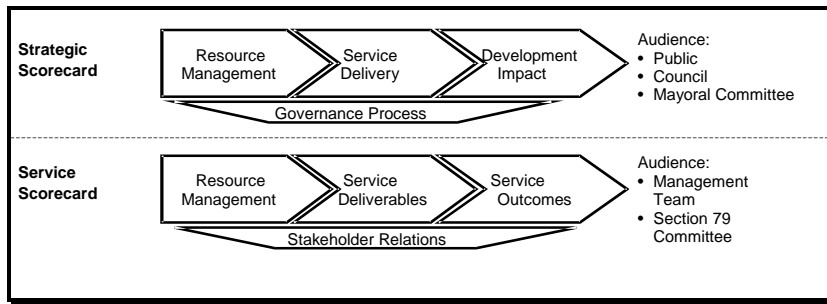 Strategic
Scorecard
Resource
Management
Service
Delivery
Development
Impact
Governance Process
Audience:
• Public
• Council
• Mayoral Committee
Service
Scorecard
Resource
Management
Service
Deliverables
Service
Outcomes
Stakeholder Relations
Audience:
• Management
Team
• Section 79
Committee